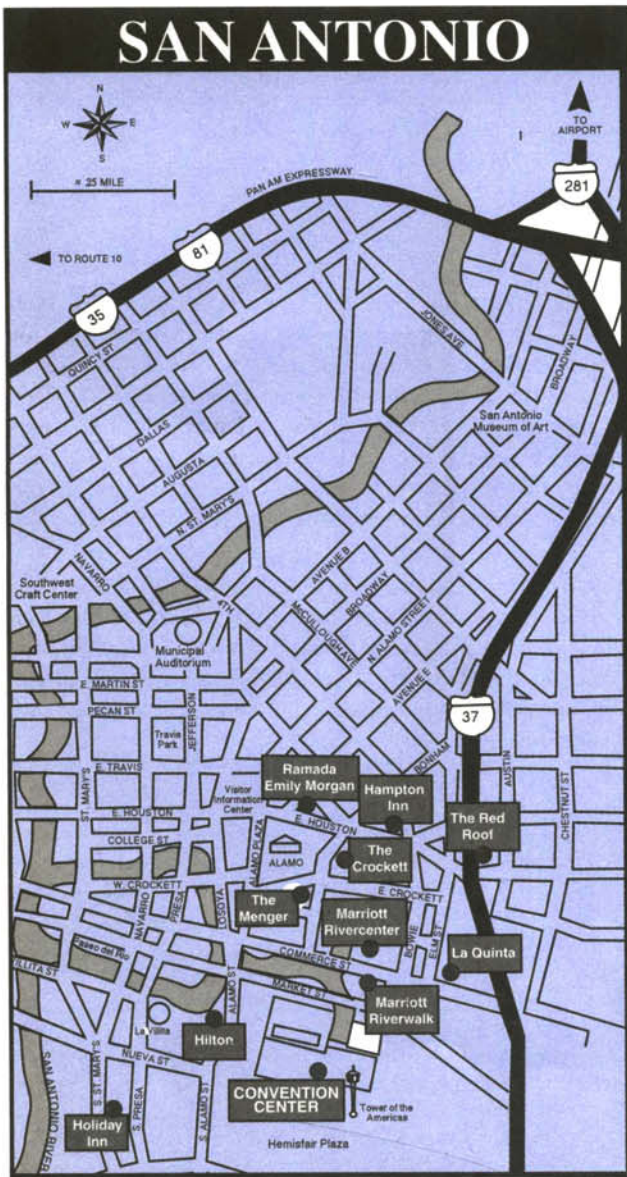 SAN ANTONIO
N
W E
S
= .25 MILE
TO
AIRPORT
281
PAN AM EXPRESSWAY
TO ROUTE 10
81
35
QUINCY ST
JONES AVE
BROADWAY
DALLAS
San Antonio
Museum of Art
AUGUSTA
N. ST. MARY'S
NAVARRO
Southwest
Craft Center
4TH
AVENUE B
BROADWAY
McCULLOUGH AVE
N. ALAMO STREET
Municipal
Auditorium
AVENUE E
E. MARTIN ST
PECAN ST
JEFFERSON
37
Travis
Park
BONHAM
AUSTIN
CHESTNUT ST
ST. MARY'S
E. TRAVIS
Visitor
Information
Center
Ramada
Emily Morgan
Hampton
Inn
The Red
Roof
E. HOUSTON
E. HOUSTON
COLLEGE ST
ALAMO PLAZA
ALAMO
The
Crockett
W. CROCKETT
E. CROCKETT
NAVARRO
PRESA
LOSOYA
The
Menger
Marriott
Rivercenter
BOWIE
ELM ST
La Quinta
Paseo del Rio
COMMERCE ST
VILLITA ST
ALAMO ST
MARKET ST
Marriott
Riverwalk
La Villita
Hilton
NUEVA ST
SAN ANTONIO RIVER
S. ST. MARY'S
S. PRESA
S. ALAMO ST
CONVENTION
CENTER
Tower of the
Americas
Holiday
Inn
Hemisfair Plaza